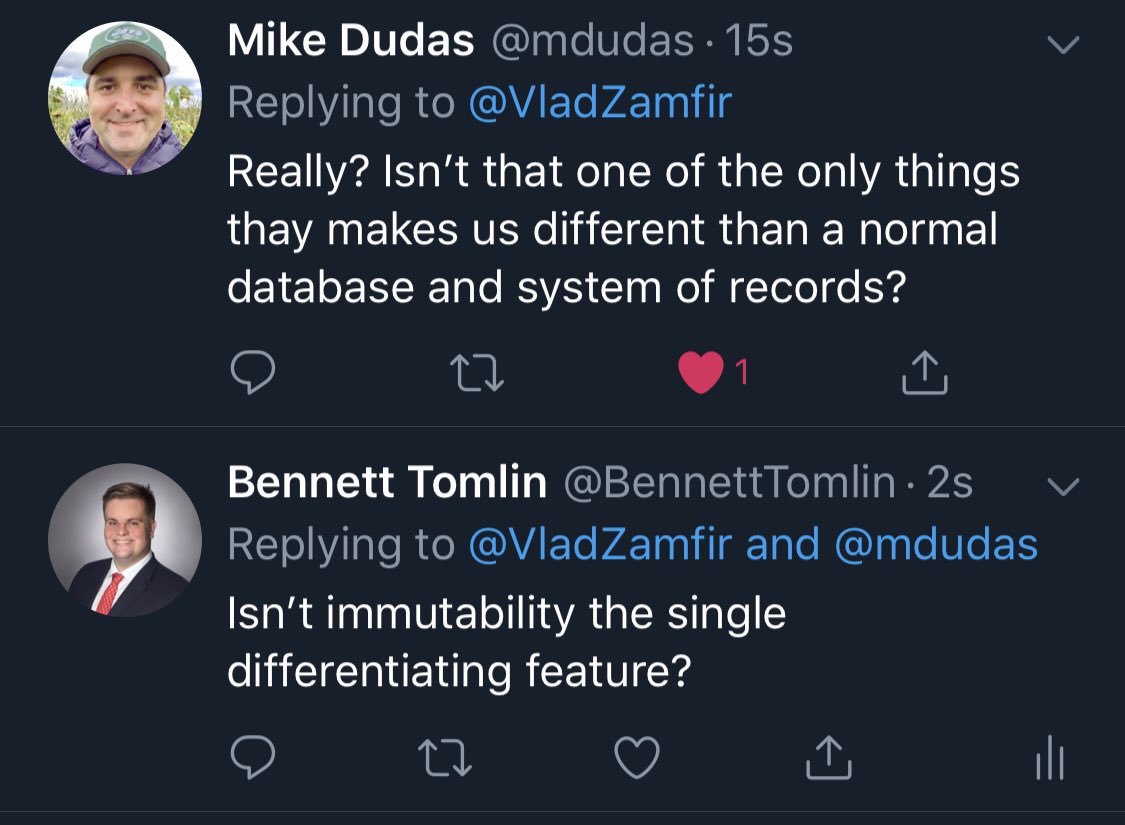 Mike Dudas @mdudas · 15s
Replying to @VladZamfir
Really? Isn’t that one of the only things
thay makes us different than a normal
database and system of records?
1
Bennett Tomlin @BennettTomlin · 2s
Replying to @VladZamfir and @mdudas
Isn’t immutability the single
differentiating feature?